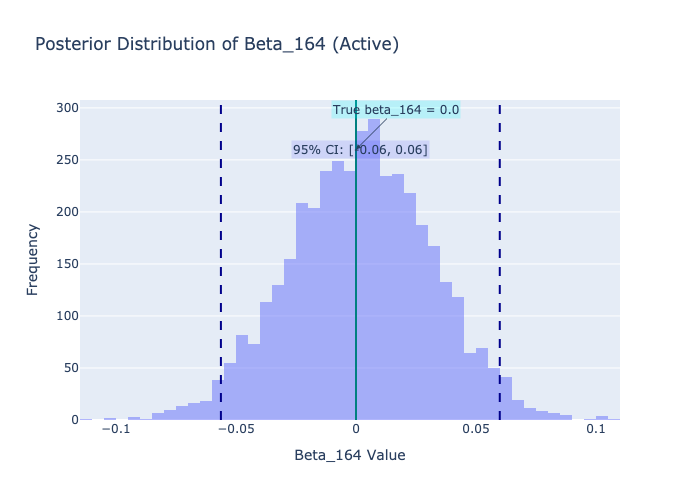 Posterior Distribution of Beta_164 (Active)
True beta_164 = 0.0
95% CI: [-0.06, 0.06]
300
250
200
150
100
50
0
Frequency
−0.1
−0.05
0
0.05
0.1
Beta_164 Value